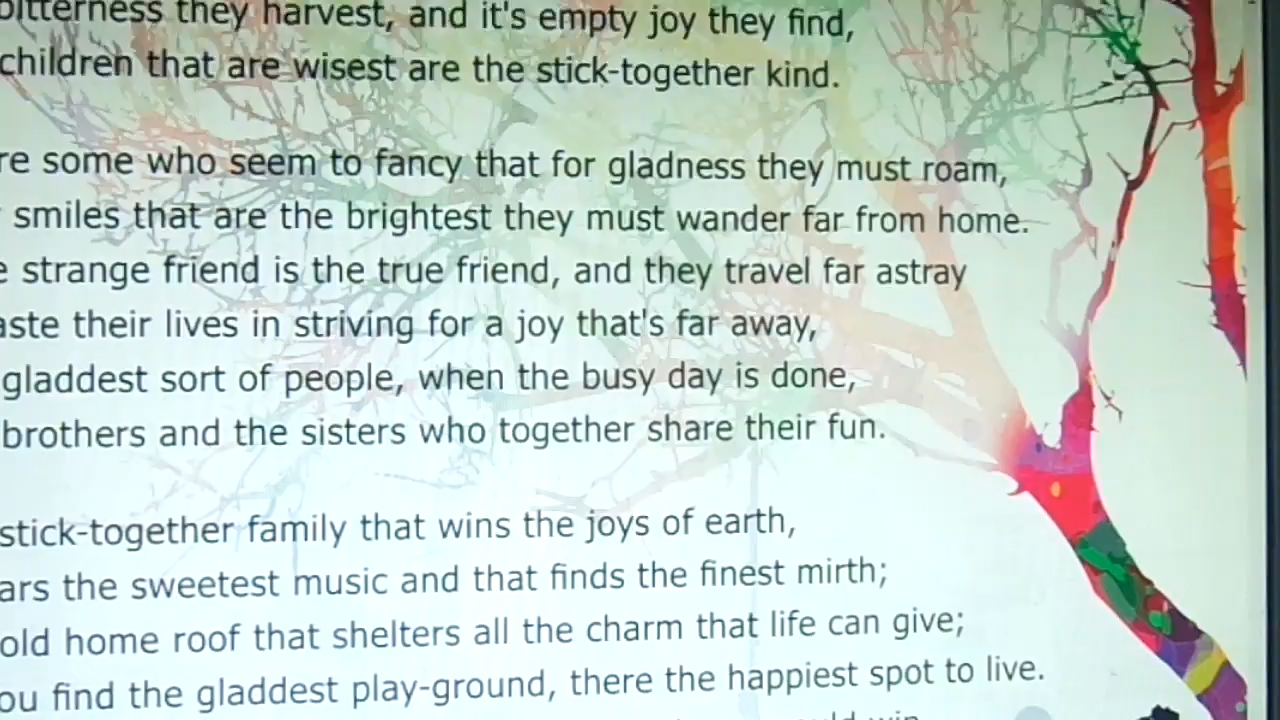 bitterness they harvest, and it's empty joy they find,
children that are wisest are the stick-together kind.
re some who seem to fancy that for gladness they must roam,
smiles that are the brightest they must wander far from home.
e strange friend is the true friend, and they travel far astray
aste their lives in striving for a joy that's far away,
gladdest sort of people, when the busy day is done,
brothers and the sisters who together share their fun.
stick-together family that wins the joys of earth,
ars the sweetest music and that finds the finest mirth;
old home roof that shelters all the charm that life can give;
ou find the gladdest play-ground, there the happiest spot to live.